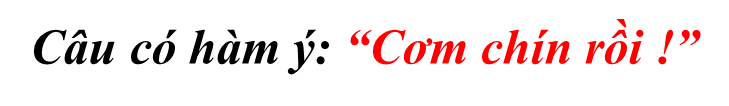 Câu có hàm ý: “Cơm chín rồi !”